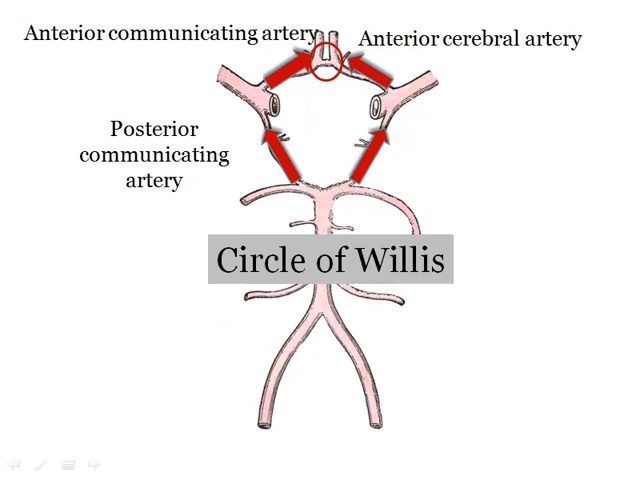 Anterior communicating artery
Anterior cerebral artery
Posterior
communicating
artery
Circle of Willis